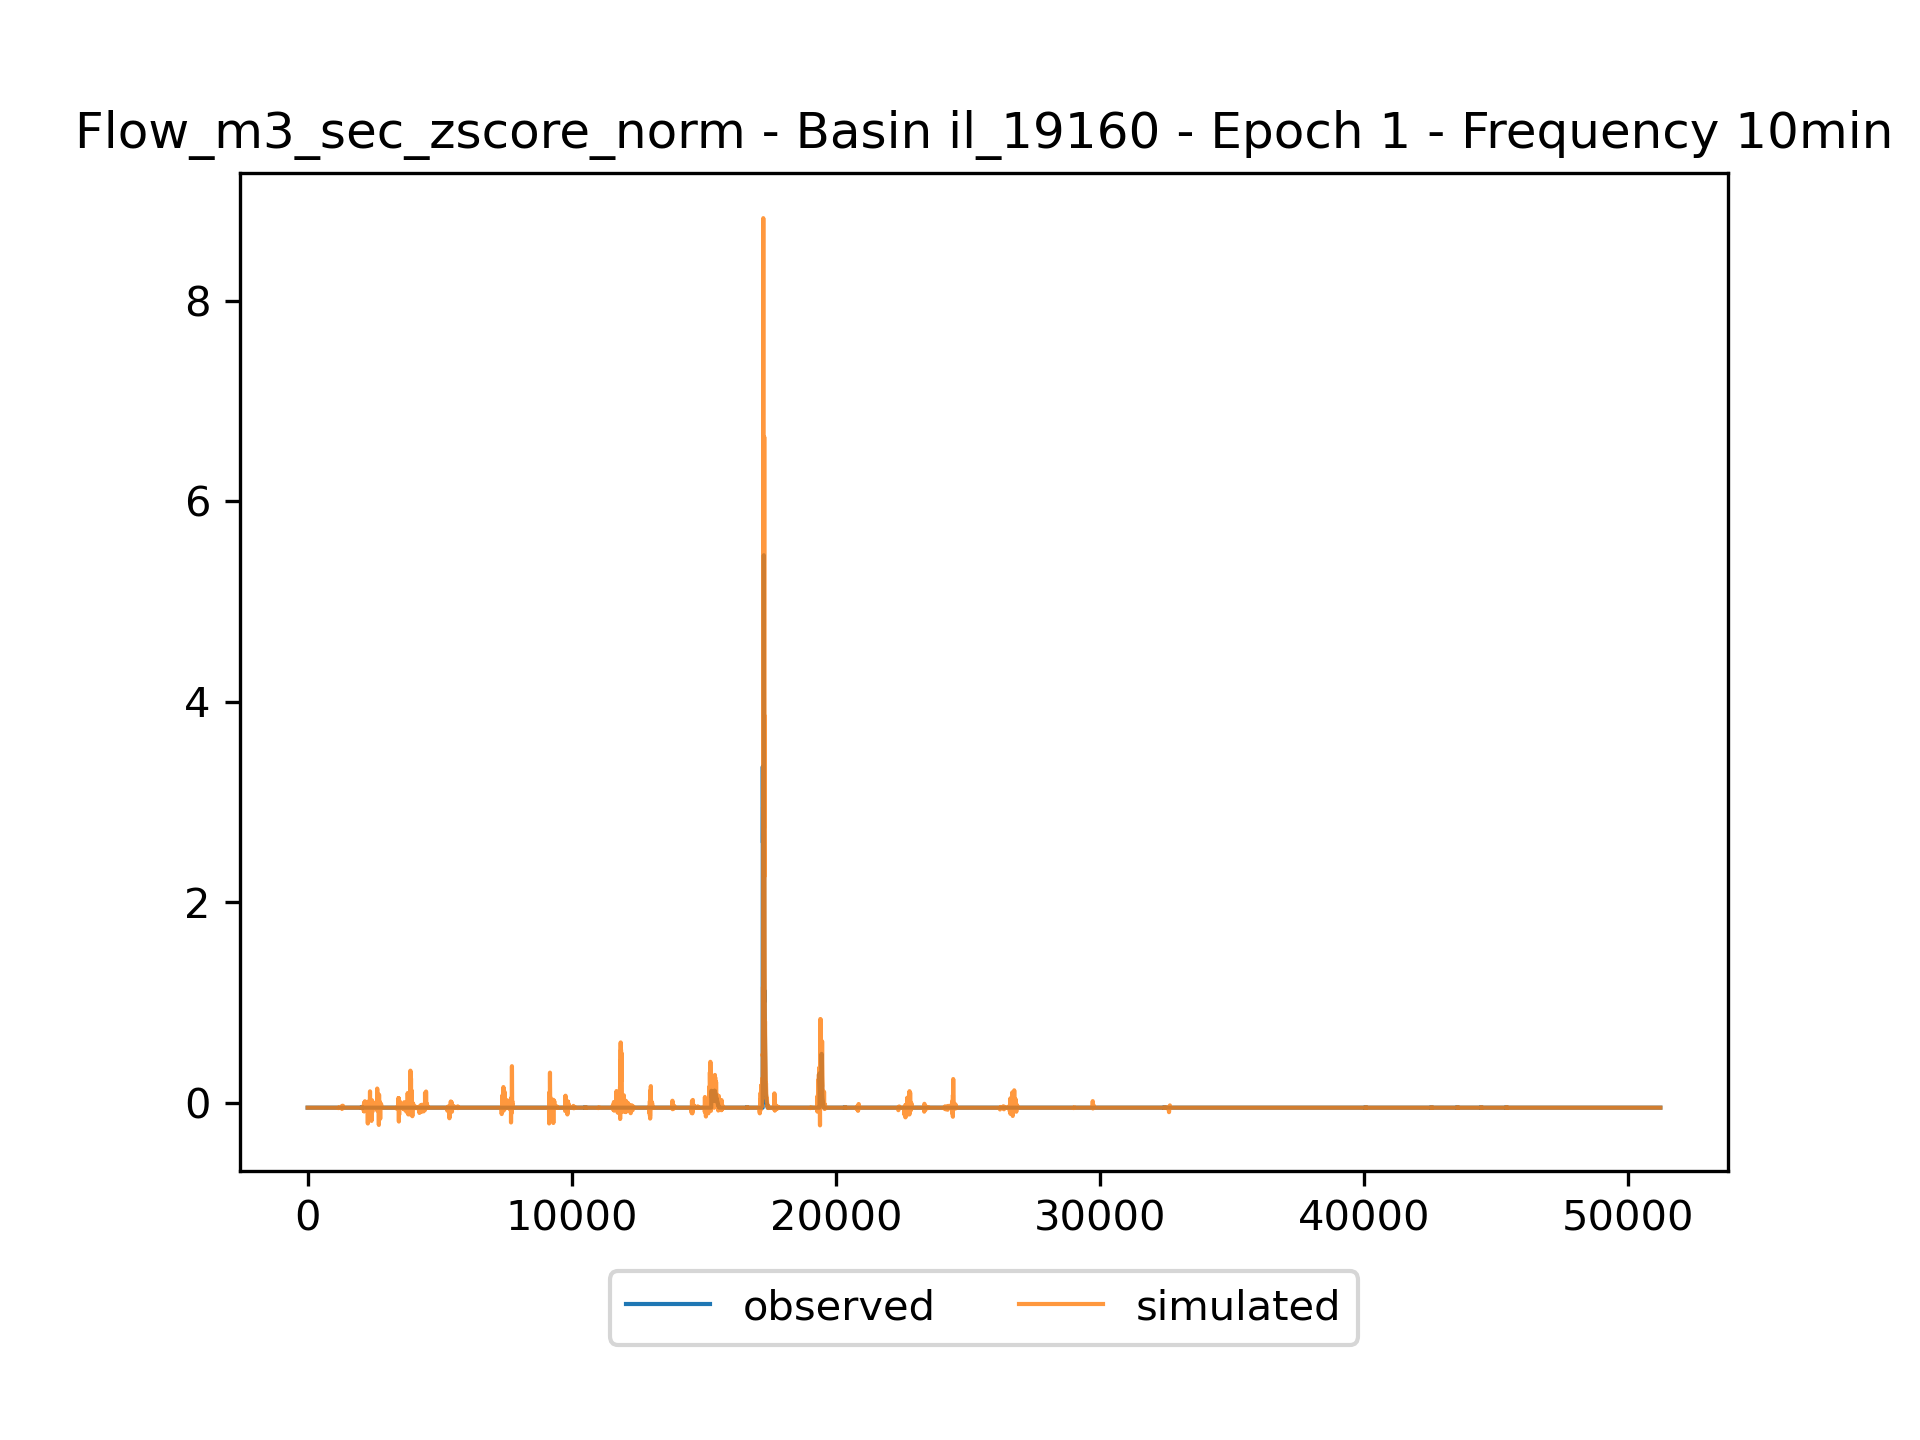 Flow_m3_sec_zscore_norm - Basin il_19160 - Epoch 1 - Frequency 10min
8
6
4
2
0
0 10000 20000 30000 40000 50000
observed simulated